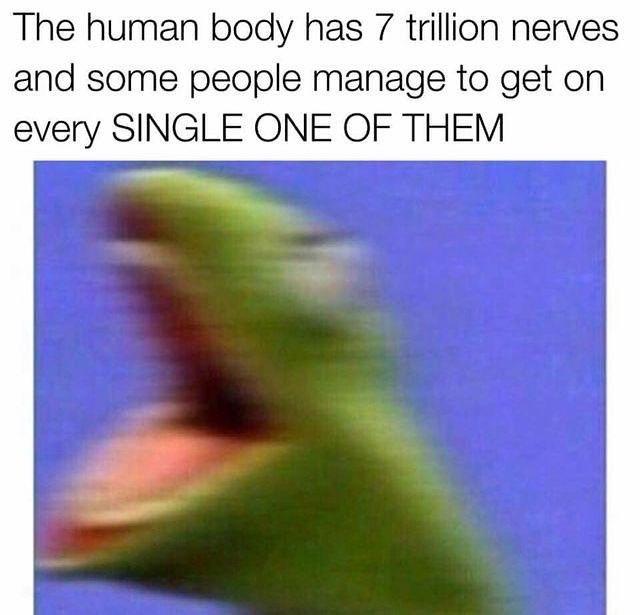 The human body has 7 trillion nerves
and some people manage to get on
every SINGLE ONE OF THEM